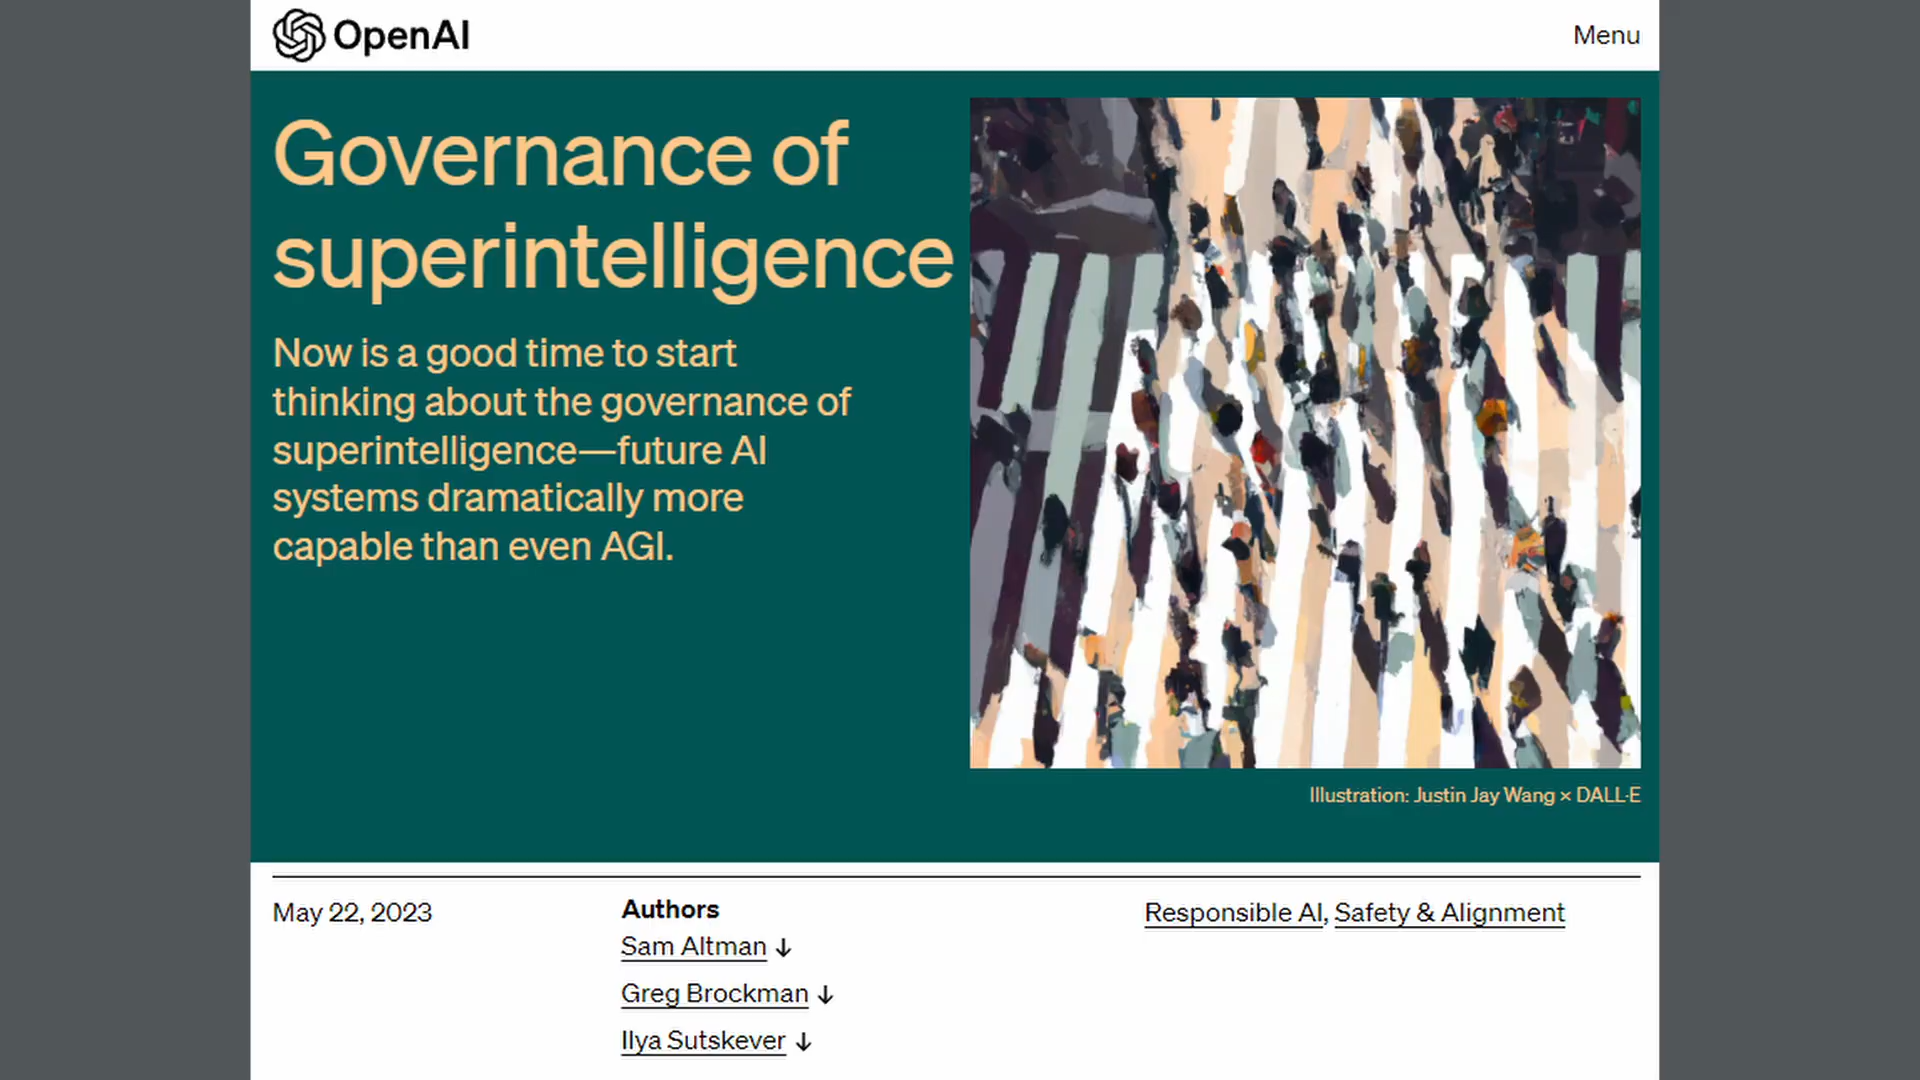 OpenAI
Menu
Governance of
superintelligence
Now is a good time to start
thinking about the governance of
superintelligence—future AI
systems dramatically more
capable than even AGI.
Illustration: Justin Jay Wang × DALL·E
May 22, 2023
Authors
Sam Altman ↓
Greg Brockman ↓
Ilya Sutskever ↓
Responsible AI, Safety & Alignment